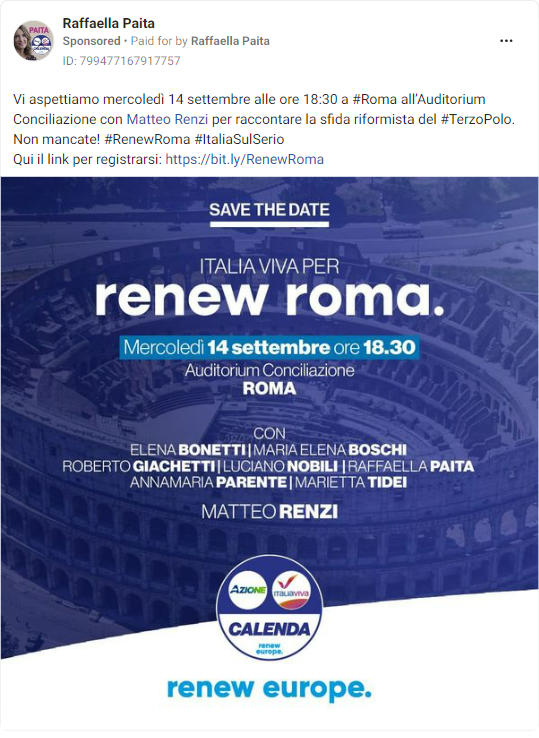 Raffaella Paita
Sponsored • Paid for by Raffaella Paita
ID: 799477167917757
Vi aspettiamo mercoledì 14 settembre alle ore 18:30 a #Roma all'Auditorium
Conciliazione con Matteo Renzi per raccontare la sfida riformista del #TerzoPolo.
Non mancate! #RenewRoma #ItaliaSulSerio
Qui il link per registrarsi: https://bit.ly/RenewRoma
SAVE THE DATE
ITALIA VIVA PER
renew roma.
Mercoledì 14 settembre ore 18.30
Auditorium Conciliazione
ROMA
CON
ELENA BONETTI | MARIA ELENA BOSCHI
ROBERTO GIACHETTI | LUCIANO NOBILI | RAFFAELLA PAITA
ANNAMARIA PARENTE | MARIETTA TIDEI
MATTEO RENZI
AZIONE ITALIAVIVA
CALENDA
renew
europe.
renew europe.